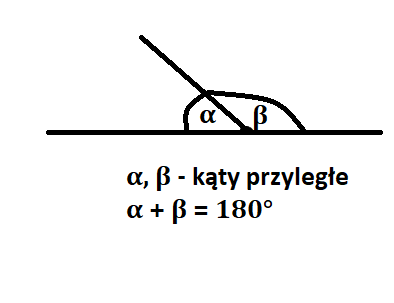 α β
α, β - kąty przyległe
α + β = 180°